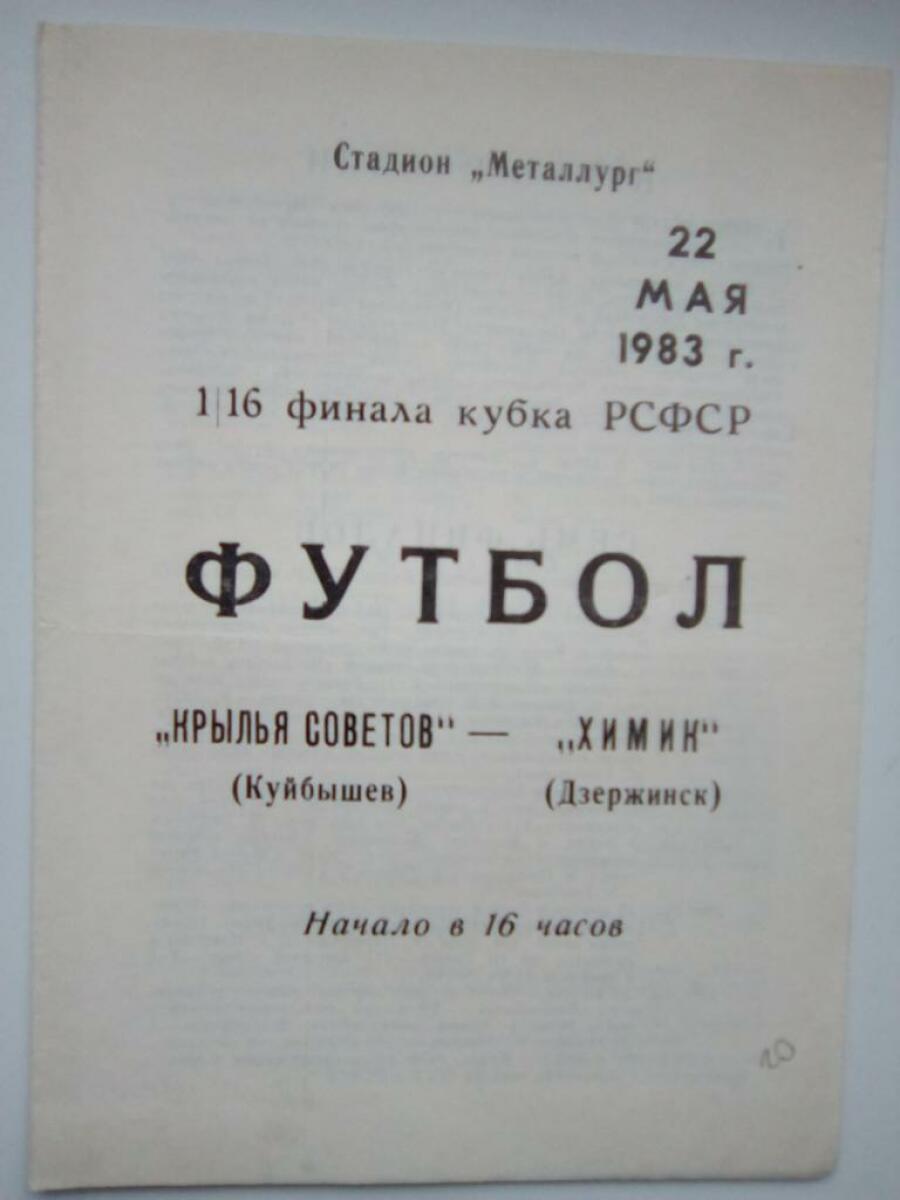 Стадион „Металлург“
22
МАЯ
1983 г.
1|16 финала кубка РСФСР
ФУТБОЛ
„КРЫЛЬЯ СОВЕТОВ" — „ХИМИК"
(Куйбышев) (Дзержинск)
Начало в 16 часов
20